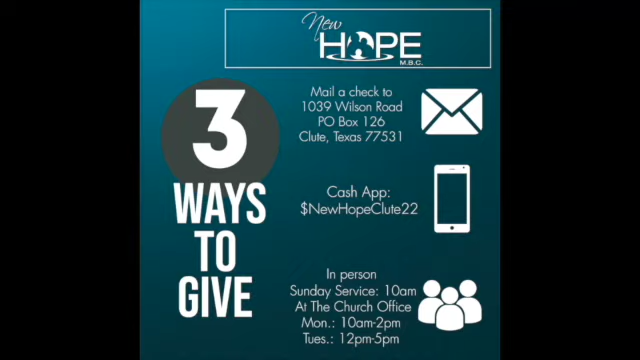 New
HOPE
M.B.C.
3
WAYS
TO
GIVE
Mail a check to
1039 Wilson Road
PO Box 126
Clute, Texas 77531
Cash App:
$NewHopeClute22
In person
Sunday Service: 10am
At The Church Office
Mon.: 10am-2pm
Tues.: 12pm-5pm